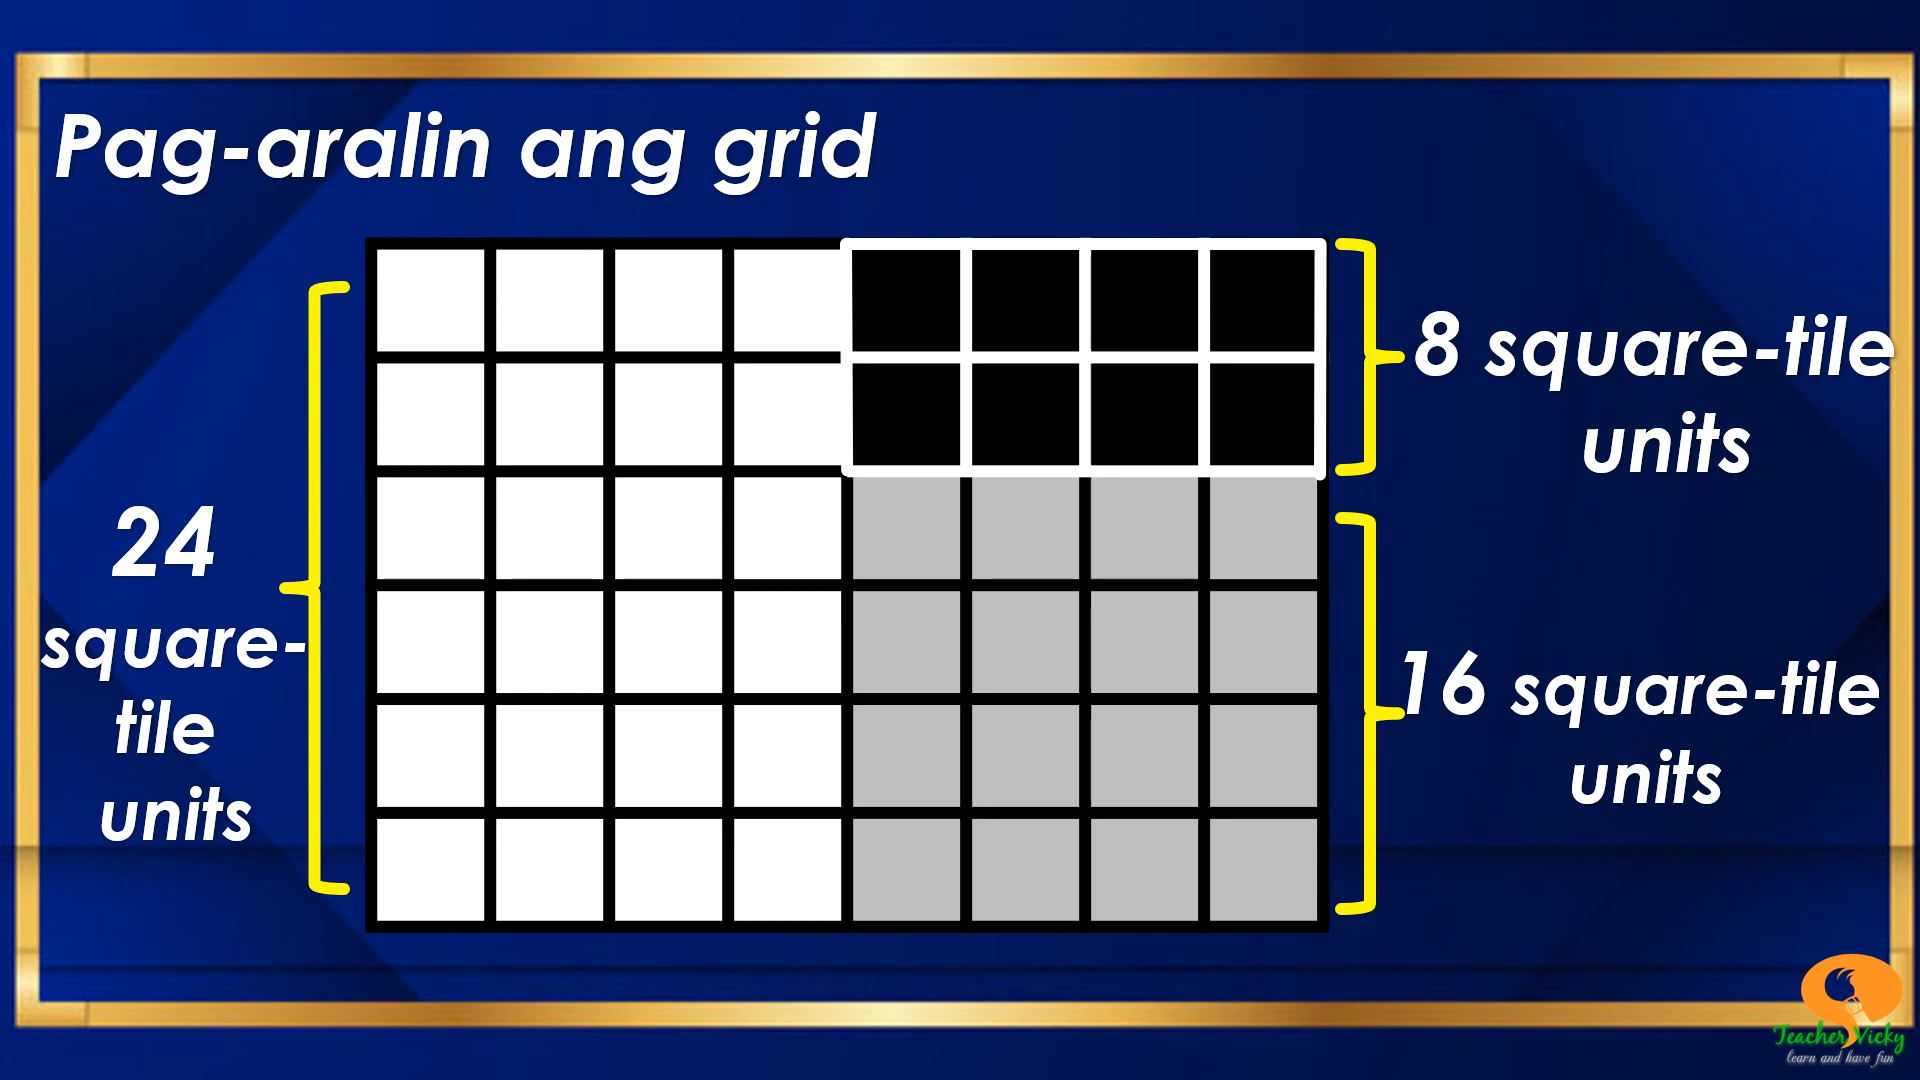 Pag-aralin ang grid
24
square-
tile
units
8 square-tile
units
16 square-tile
units
Teacher Vicky
learn and have fun